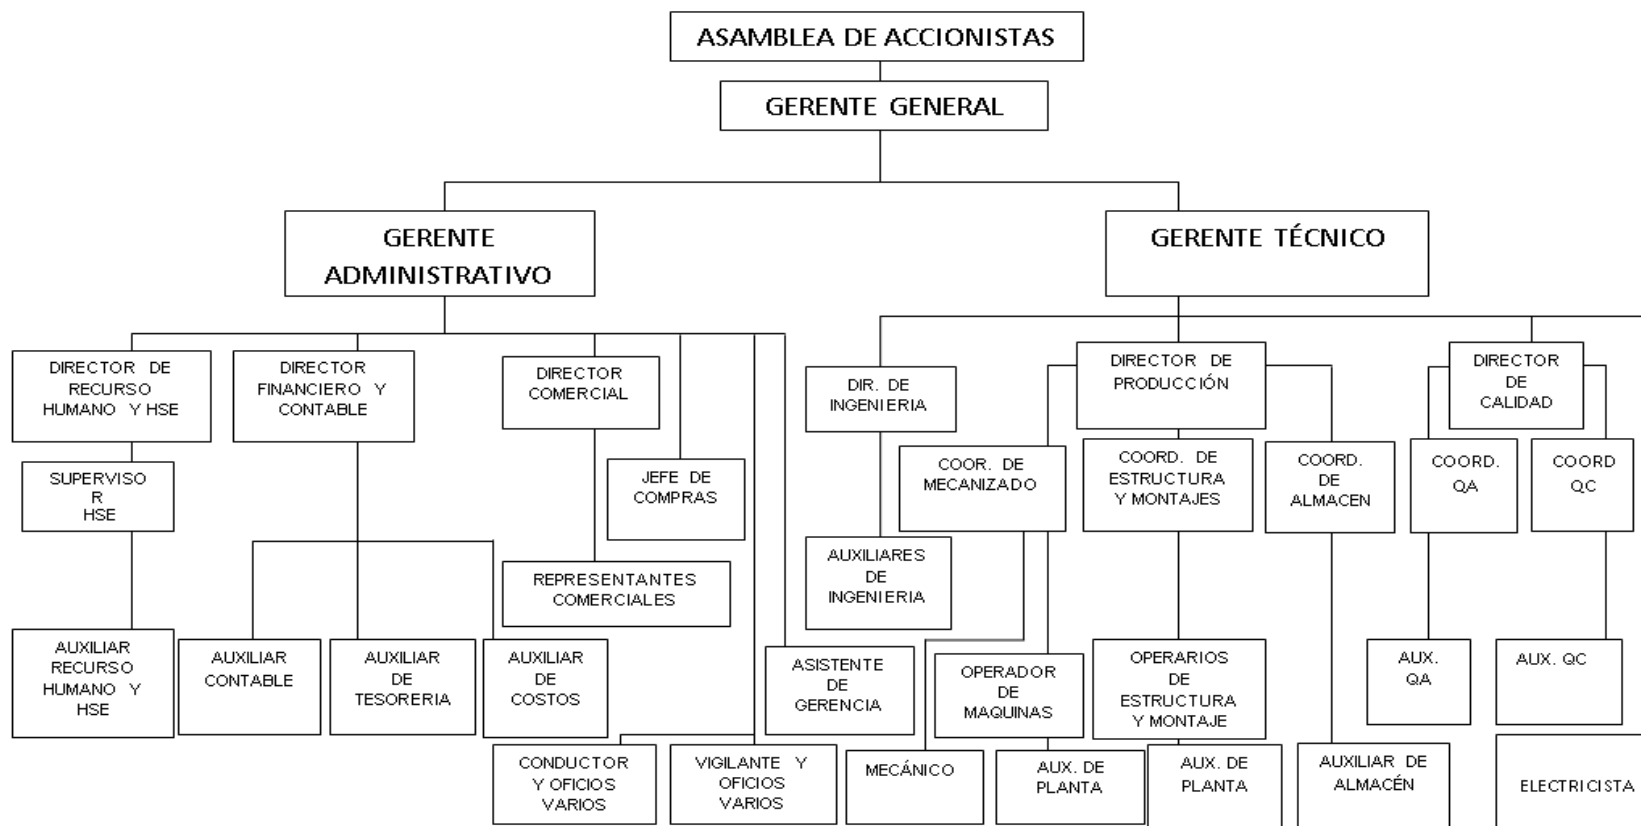 ASAMBLEA DE ACCIONISTAS
GERENTE GENERAL
GERENTE
ADMINISTRATIVO
GERENTE TÉCNICO
DIRECTOR DE
RECURSO
HUMANO Y HSE
DIRECTOR
FINANCIERO Y
CONTABLE
DIRECTOR
COMERCIAL
DIR. DE
INGENIERIA
DIRECTOR DE
PRODUCCIÓN
DIRECTOR
DE
CALIDAD
SUPERVISO
R
HSE
JEFE DE
COMPRAS
COOR. DE
MECANIZADO
COORD. DE
ESTRUCTURA
Y MONTAJES
COORD.
DE
ALMACEN
COORD.
QA
COORD
QC
REPRESENTANTES
COMERCIALES
AUXILIARES
DE
INGENIERIA
AUXILIAR
RECURSO
HUMANO Y
HSE
AUXILIAR
CONTABLE
AUXILIAR
DE
TESORERIA
AUXILIAR
DE
COSTOS
ASISTENTE
DE
GERENCIA
OPERADOR
DE
MAQUINAS
OPERARIOS
DE
ESTRUCTURA
Y MONTAJE
AUX.
QA
AUX. QC
CONDUCTOR
Y OFICIOS
VARIOS
VIGILANTE Y
OFICIOS
VARIOS
MECÁNICO
AUX. DE
PLANTA
AUX. DE
PLANTA
AUXILIAR DE
ALMACÉN
ELECTRICISTA